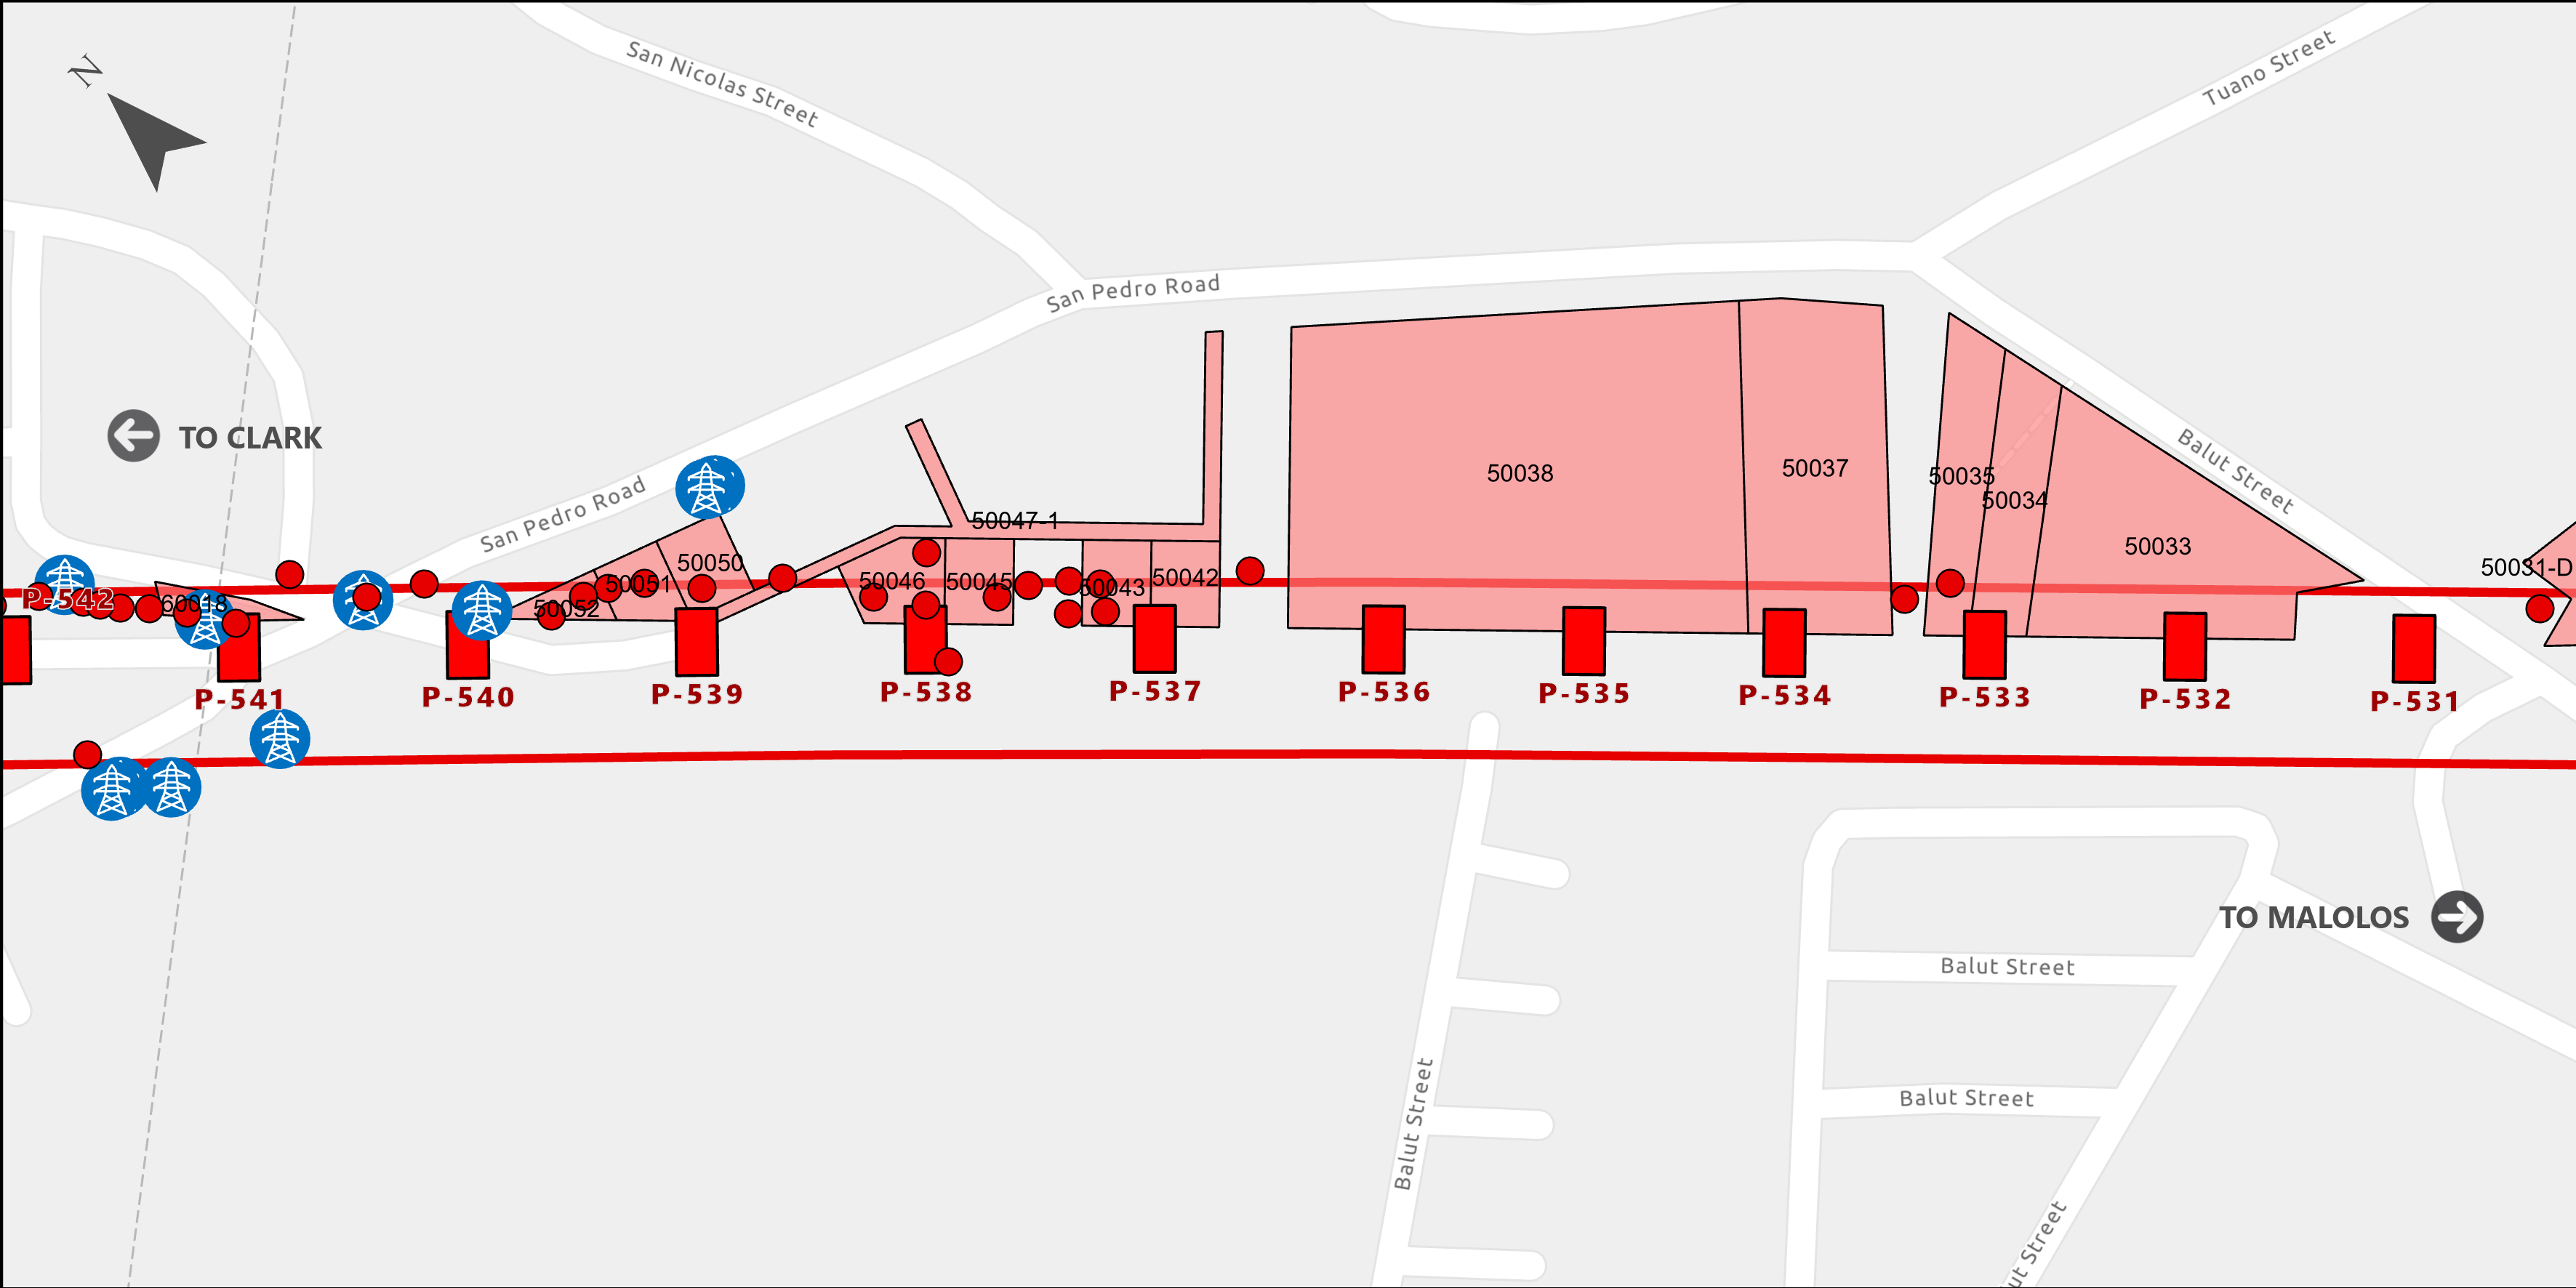 N
San Nicolas Street
Tuano Street
San Pedro Road
TO CLARK
San Pedro Road
Balut Street
50038
50037
50035
50034
50033
50047-1
50050
50051
50052
50046
50045
50043
50042
50031-D
60018
P-542
P-541
P-540
P-539
P-538
P-537
P-536
P-535
P-534
P-533
P-532
P-531
TO MALOLOS
Balut Street
Balut Street
Balut Street
ut Street